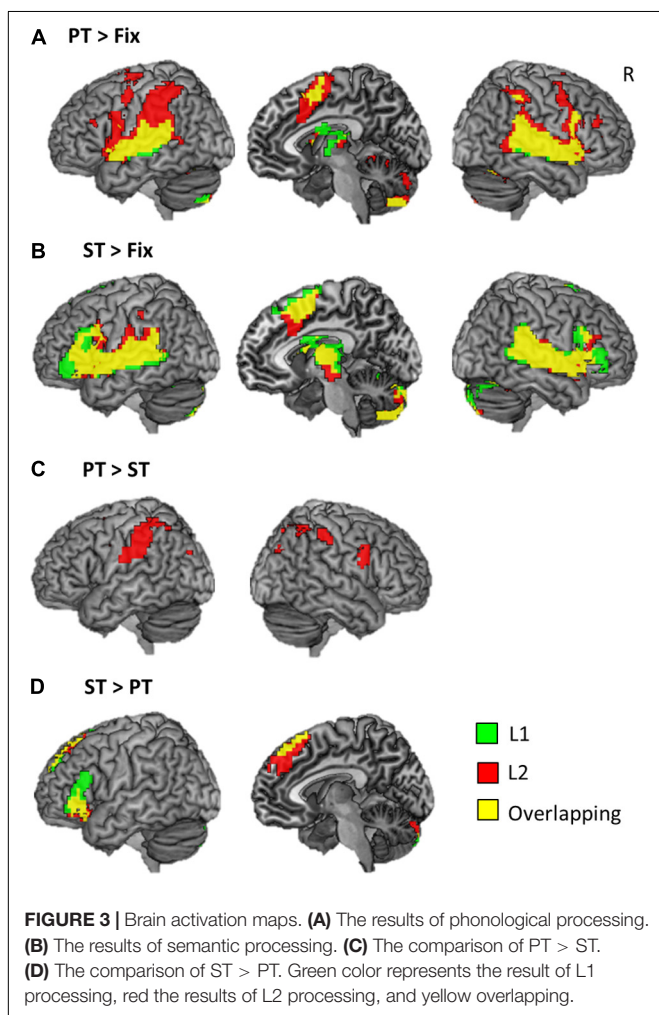 A PT > Fix
R
B ST > Fix
C PT > ST
D ST > PT
L1
L2
Overlapping
FIGURE 3 | Brain activation maps. (A) The results of phonological processing.
(B) The results of semantic processing. (C) The comparison of PT > ST.
(D) The comparison of ST > PT. Green color represents the result of L1
processing, red the results of L2 processing, and yellow overlapping.